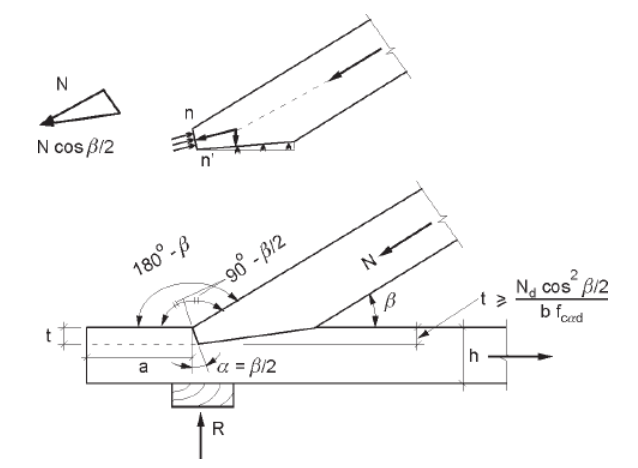 N
N cos β/2
n
n'
180° - β
90° - β/2
N
β
t ≥ N_d cos² β/2
b f_cαd
t
a
α = β/2
h
R